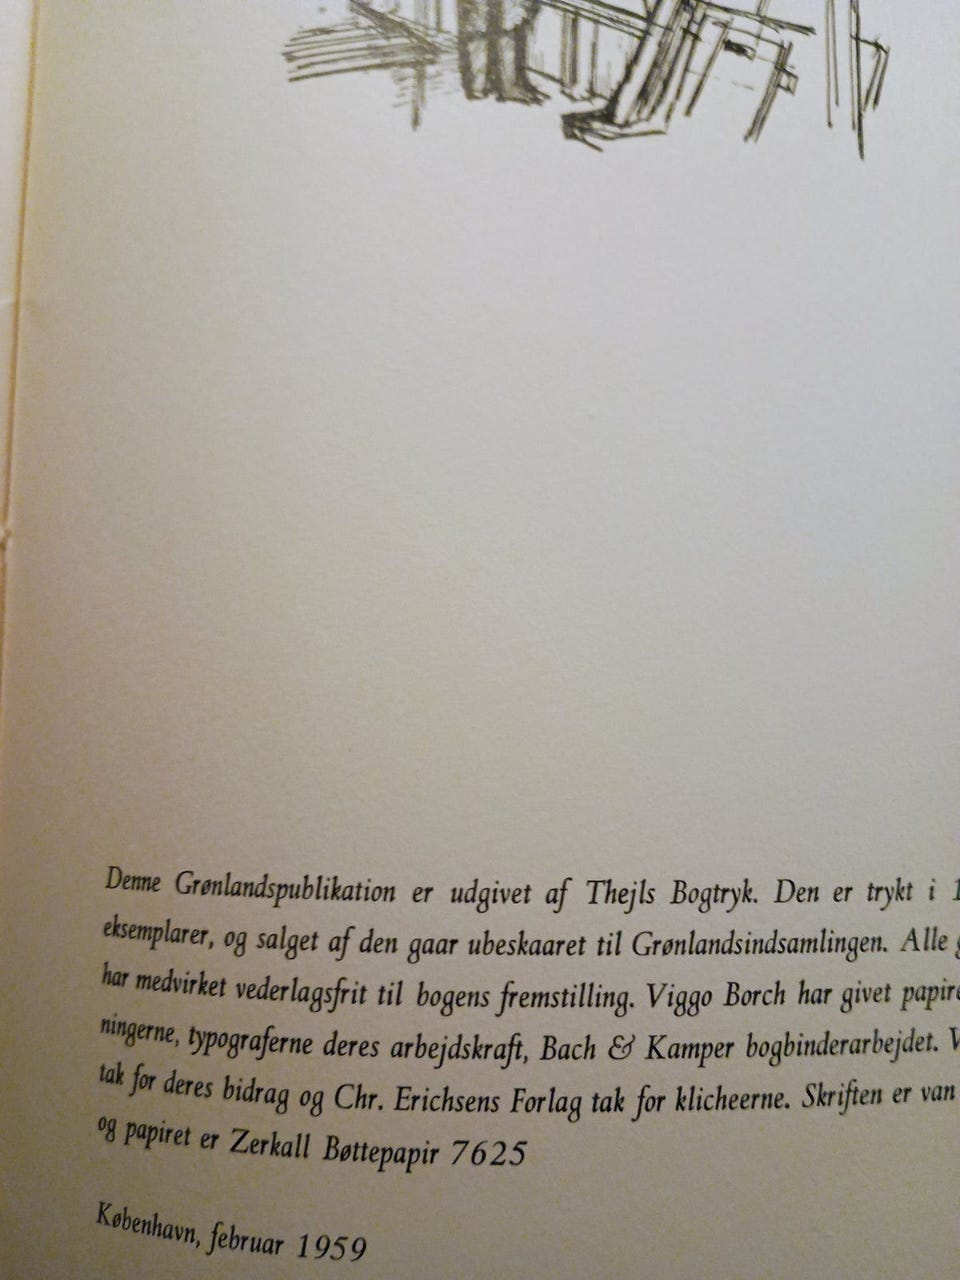 Denne Grønlandspublikation er udgivet af Thejls Bogtryk. Den er trykt i
eksemplarer, og salget af den gaar ubeskaaret til Grønlandsindsamlingen. Alle
har medvirket vederlagsfrit til bogens fremstilling. Viggo Borch har givet
ningerne, typograferne deres arbejdskraft, Bach & Kamper bogbinderarbejdet.
tak for deres bidrag og Chr. Erichsens Forlag tak for klicheerne. Skriften er van
og papiret er Zerkall Bøttepapir 7625
København, februar 1959